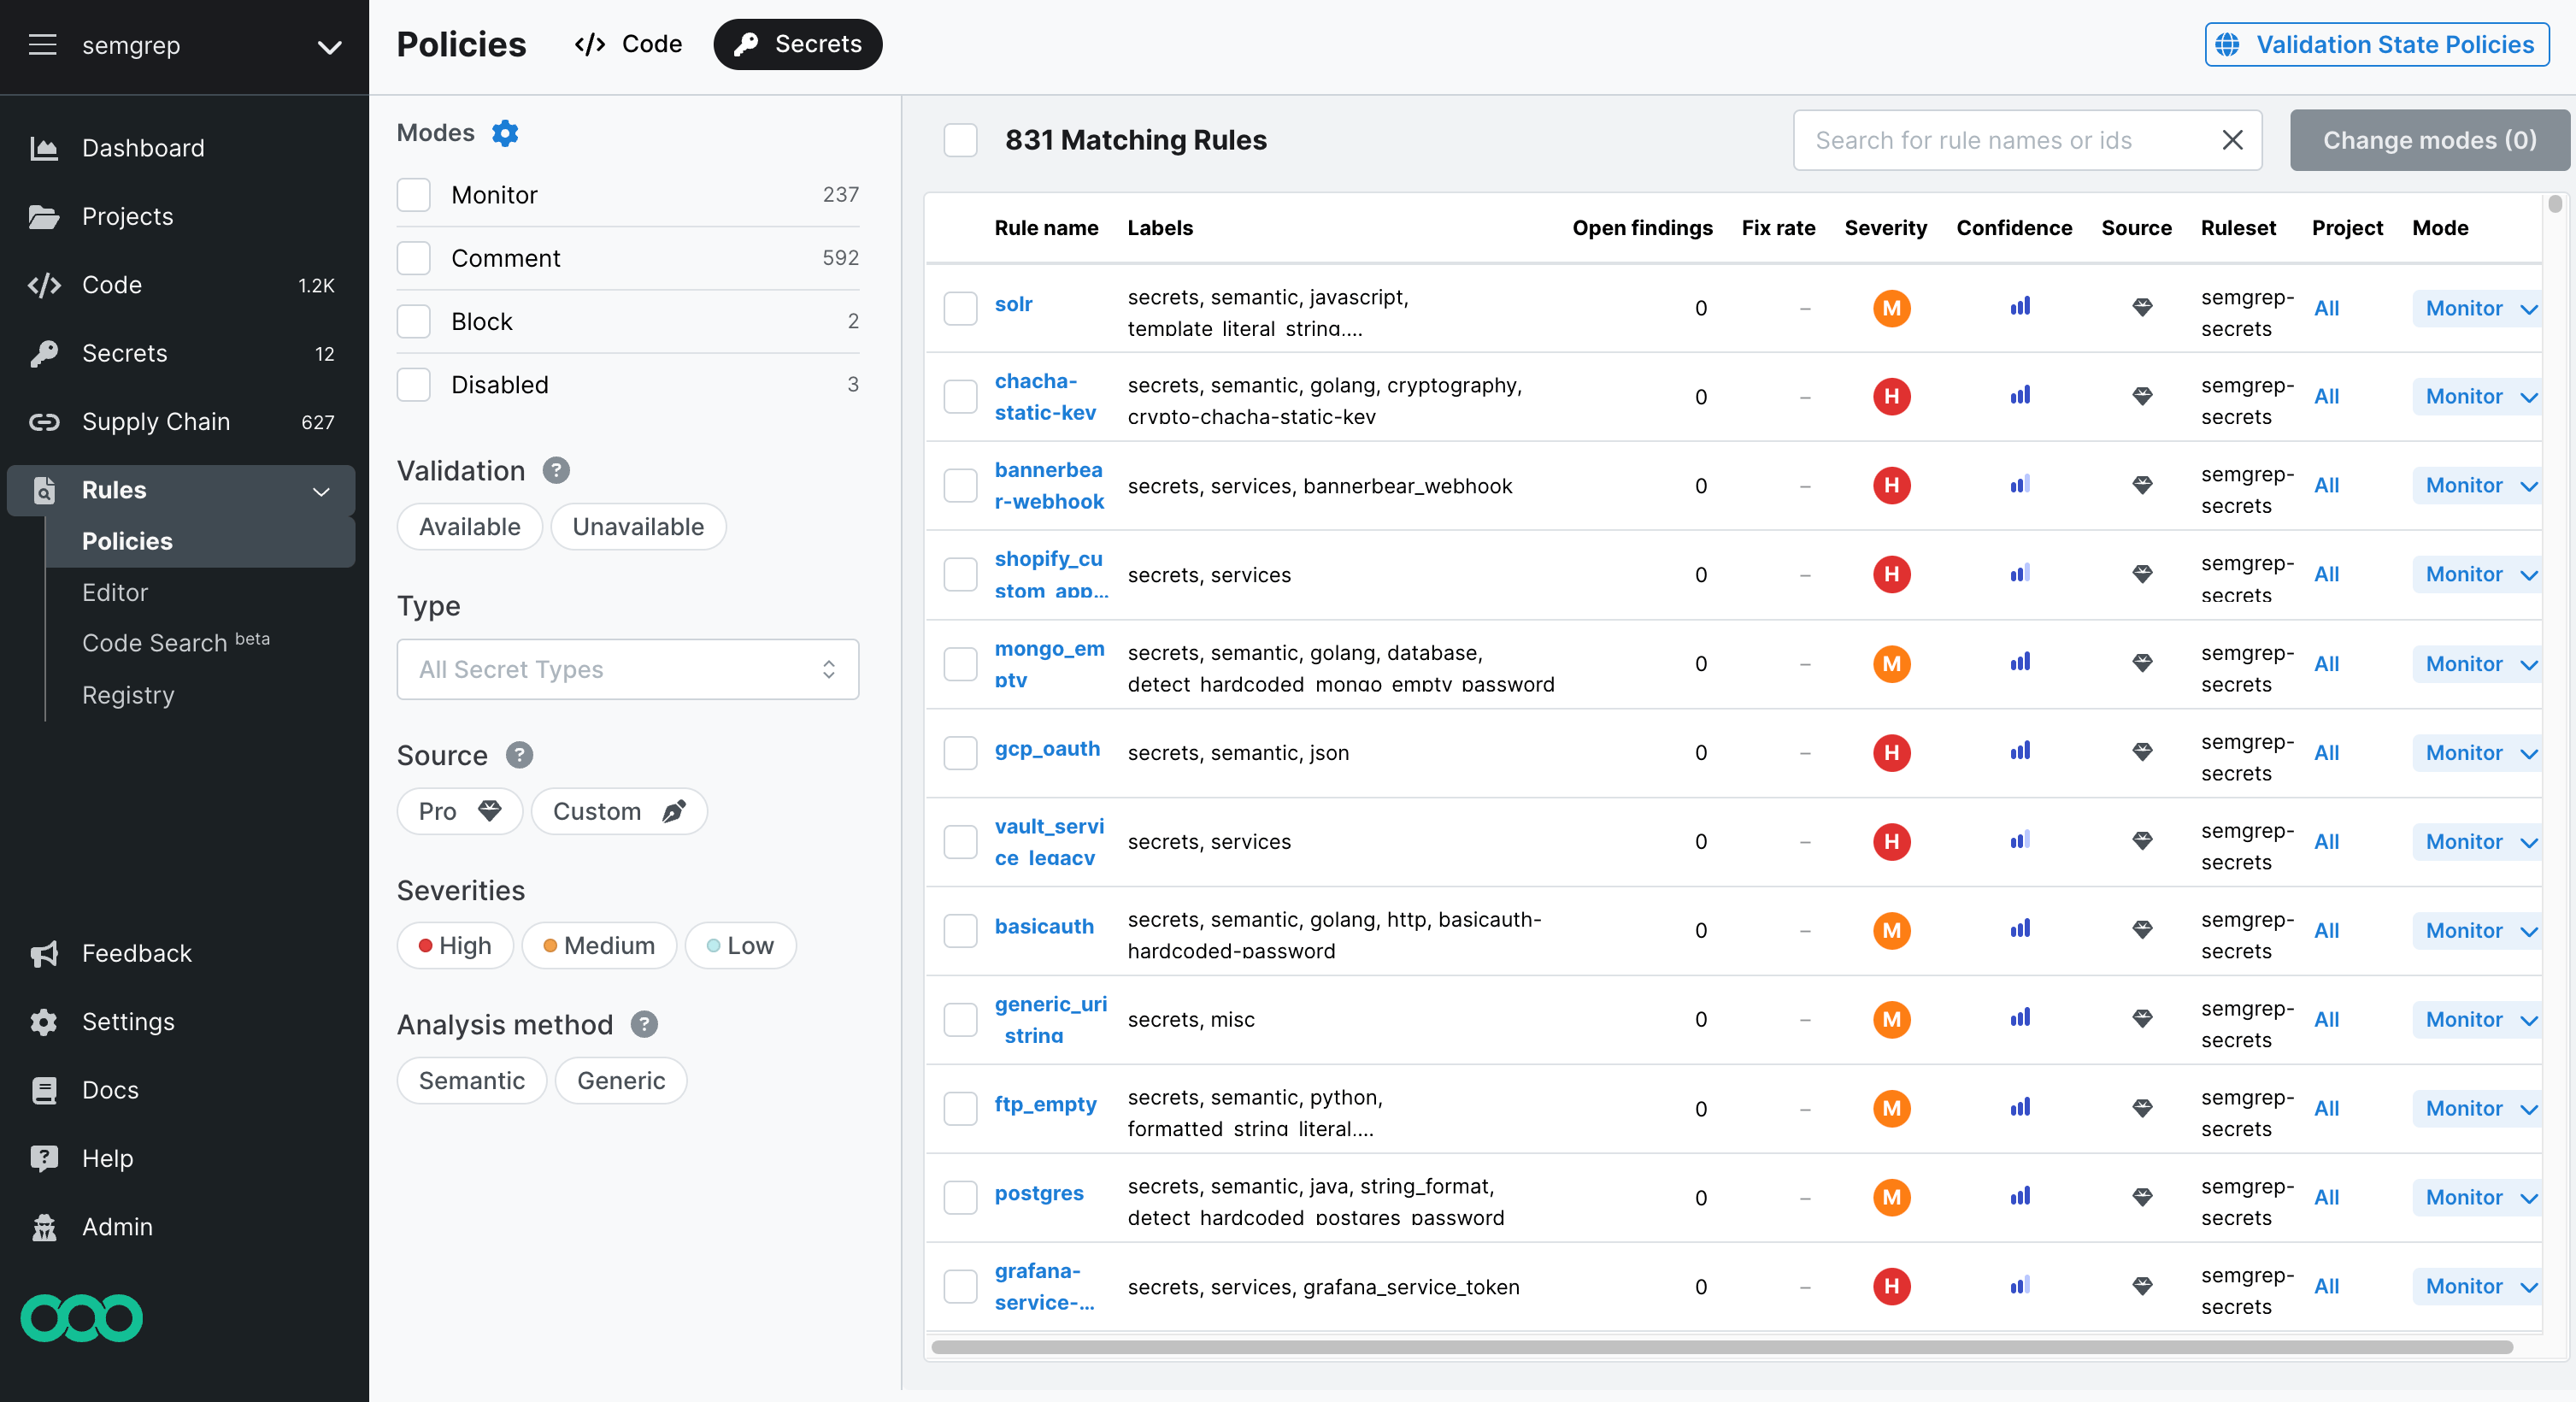 semgrep
Dashboard
Projects
Code 1.2K
Secrets 12
Supply Chain 627
Rules
Policies
Editor
Code Search beta
Registry
Feedback
Settings
Docs
Help
Admin
Policies Code Secrets Validation State Policies
Modes
Monitor 237
Comment 592
Block 2
Disabled 3
Validation ?
Available Unavailable
Type
All Secret Types
Source ?
Pro Custom
Severities
High Medium Low
Analysis method ?
Semantic Generic
831 Matching Rules Search for rule names or ids Change modes (0)
Rule name Labels Open findings Fix rate Severity Confidence Source Ruleset Project Mode
solr secrets, semantic, javascript, template_literal_string.... 0 – M semgrep-secrets All Monitor
chacha-static-key secrets, semantic, golang, cryptography, crypto-chacha-static-key 0 – H semgrep-secrets All Monitor
bannerbear-webhook secrets, services, bannerbear_webhook 0 – H semgrep-secrets All Monitor
shopify_custom_app... secrets, services 0 – H semgrep-secrets All Monitor
mongo_empty secrets, semantic, golang, database, detect_hardcoded_mongo_empty_password 0 – M semgrep-secrets All Monitor
gcp_oauth secrets, semantic, json 0 – H semgrep-secrets All Monitor
vault_service_legacy secrets, services 0 – H semgrep-secrets All Monitor
basicauth secrets, semantic, golang, http, basicauth-hardcoded-password 0 – M semgrep-secrets All Monitor
generic_uri_string secrets, misc 0 – M semgrep-secrets All Monitor
ftp_empty secrets, semantic, python, formatted_string_literal.... 0 – M semgrep-secrets All Monitor
postgres secrets, semantic, java, string_format, detect_hardcoded_postgres_password 0 – M semgrep-secrets All Monitor
grafana-service-... secrets, services, grafana_service_token 0 – H semgrep-secrets All Monitor